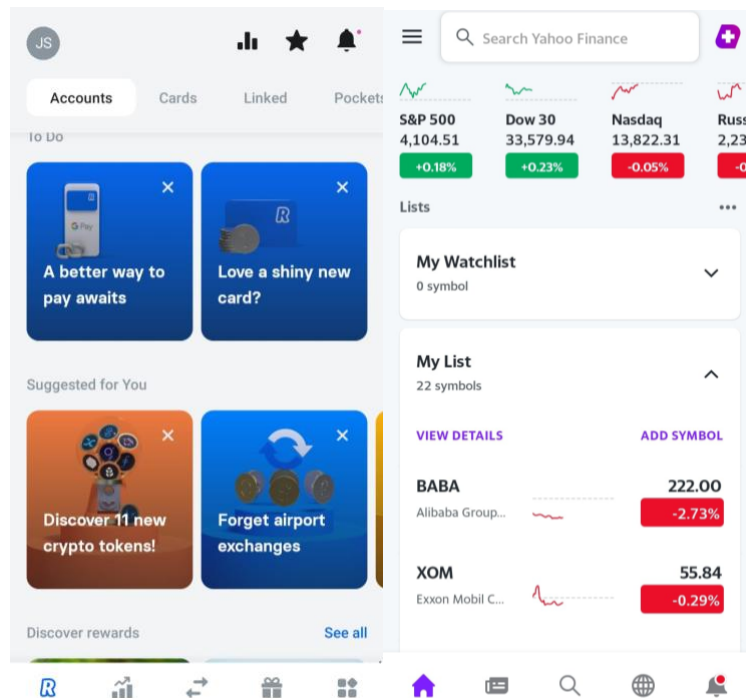 JS
Accounts
Cards
Linked
Pockets
To Do
G Pay
A better way to
pay awaits
R
Love a shiny new
card?
Suggested for You
Discover 11 new
crypto tokens!
Forget airport
exchanges
Discover rewards
See all
R
Search Yahoo Finance
S&P 500
4,104.51
+0.18%
Dow 30
33,579.94
+0.23%
Nasdaq
13,822.31
-0.05%
Russ
2,23
Lists
My Watchlist
0 symbol
My List
22 symbols
VIEW DETAILS
ADD SYMBOL
BABA
222.00
Alibaba Group...
-2.73%
XOM
55.84
Exxon Mobil C...
-0.29%